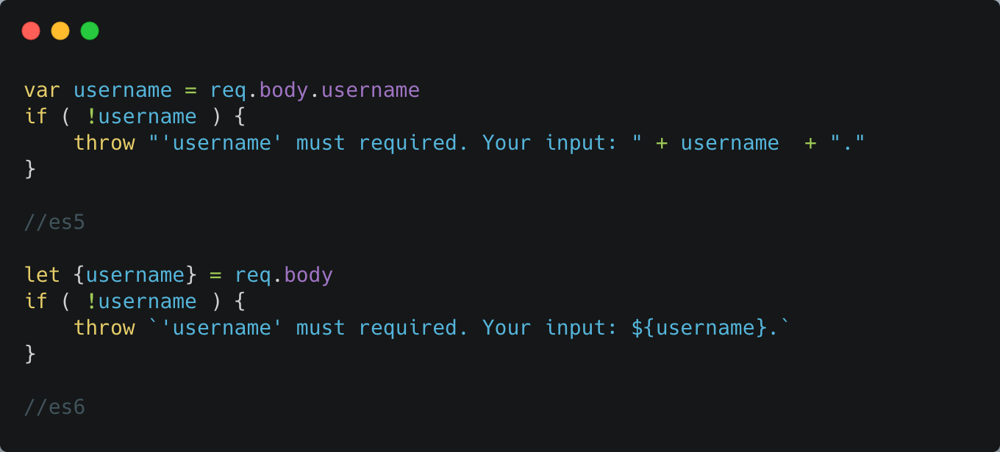 var username = req.body.username
if ( !username ) {
    throw "'username' must required. Your input: " + username  + "."
}
//es5
let {username} = req.body
if ( !username ) {
    throw `'username' must required. Your input: ${username}.`
}
//es6